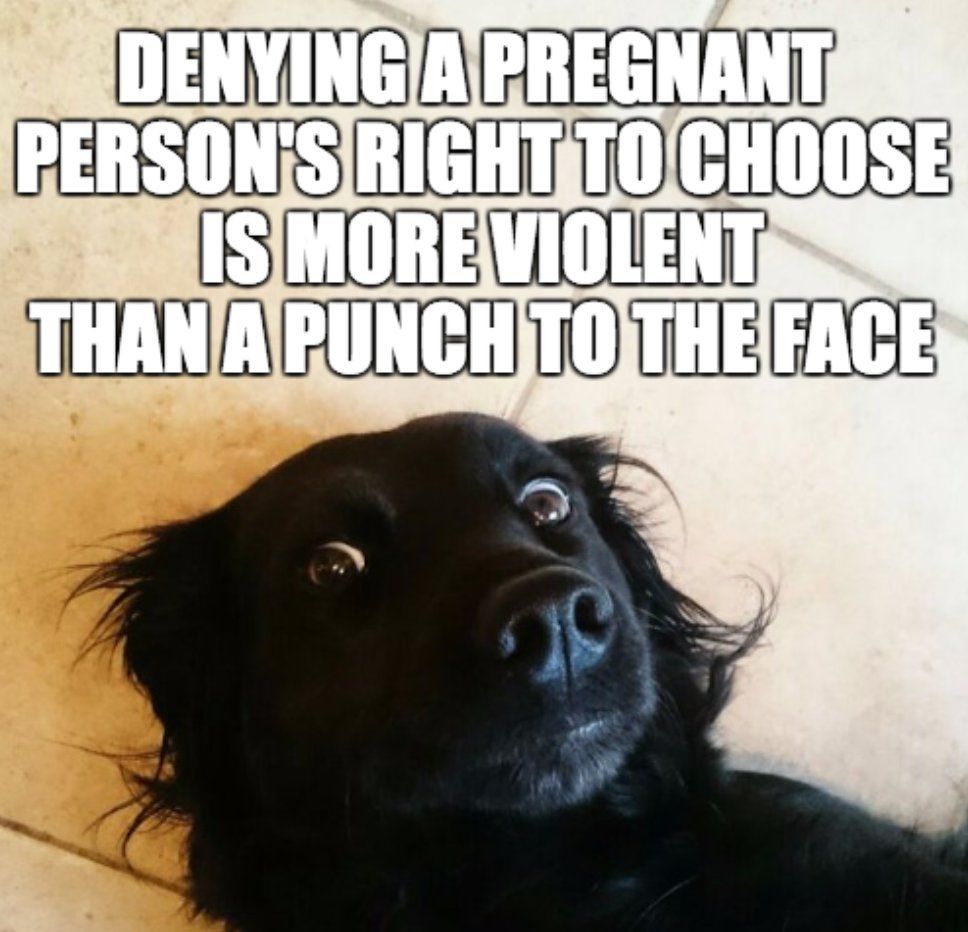 DENYING A PREGNANT
PERSON'S RIGHT TO CHOOSE
IS MORE VIOLENT
THAN A PUNCH TO THE FACE